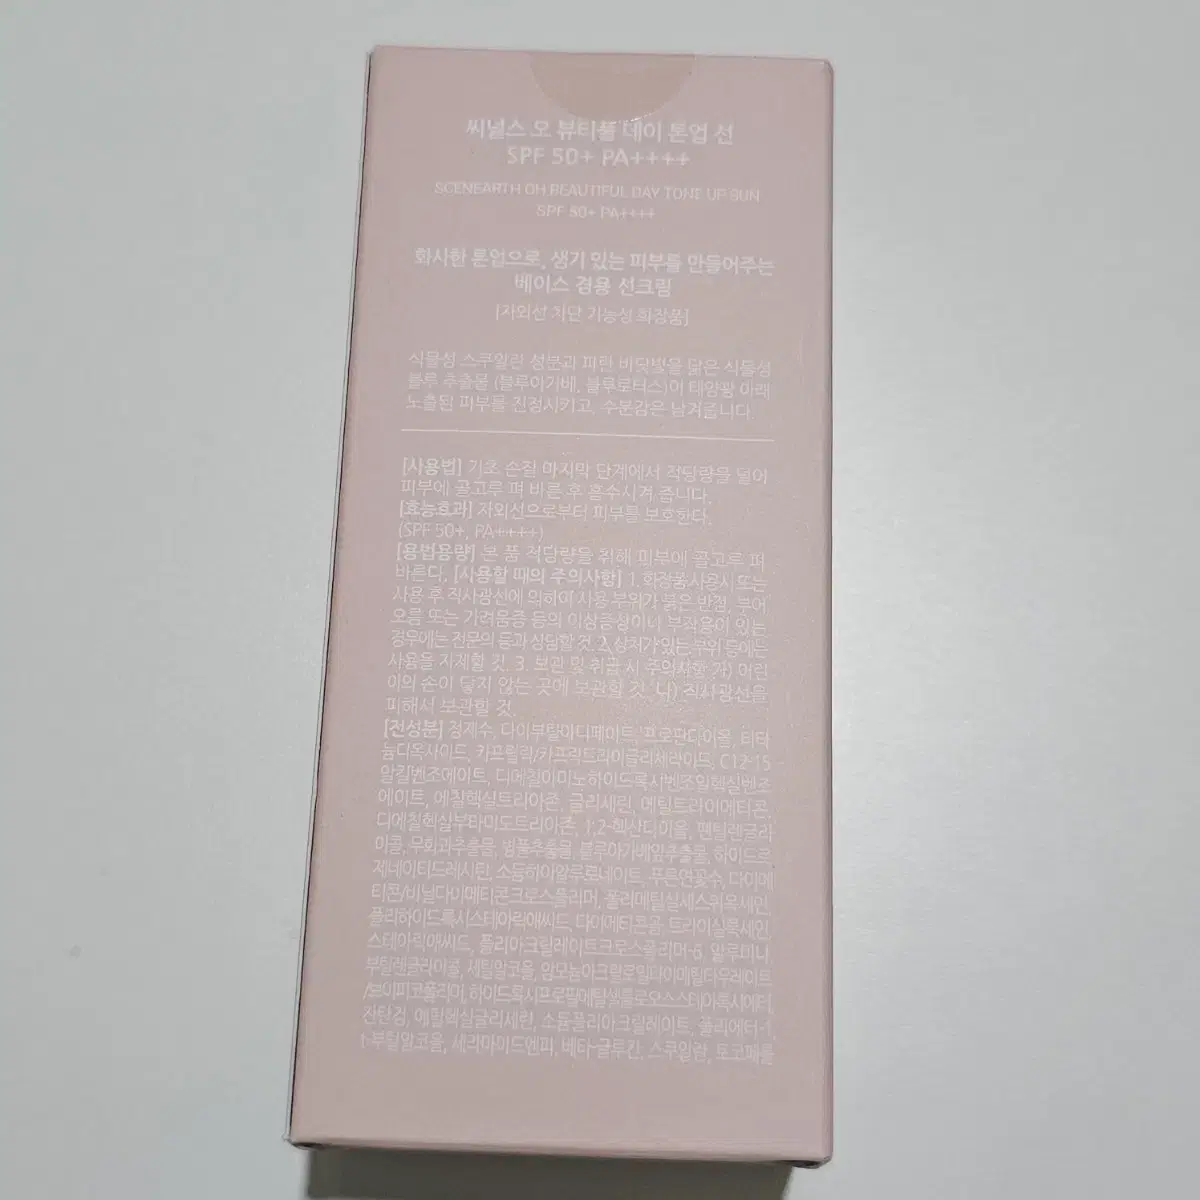 씨널스 오 뷰티풀 데이 톤업 선
SPF 50+ PA++++
SCENEARTH OH BEAUTIFUL DAY TONE UP SUN
SPF 50+ PA++++
화사한 톤업으로, 생기 있는 피부를 만들어주는
베이스 겸용 선크림
[자외선 차단 기능성 화장품]
식물성 스쿠알란 성분과 파란 바닷빛을 닮은 식물성
블루 추출물 (블루아가베, 블루로터스)이 태양광 아래
노출된 피부를 진정시키고, 수분감은 남겨줍니다.
[사용법] 기초 손질 마지막 단계에서 적당량을 덜어
피부에 골고루 펴 바른 후 흡수시켜 줍니다.
[효능효과] 자외선으로부터 피부를 보호한다.
(SPF 50+, PA++++)
[용법용량] 본 품 적당량을 취해 피부에 골고루 펴
바른다. [사용할 때의 주의사항] 1. 화장품 사용 시 또는
사용 후 직사광선에 의하여 사용 부위가 붉은 반점, 부어
오름 또는 가려움증 등의 이상증상이나 부작용이 있는
경우에는 전문의 등과 상담할 것. 2. 상처가 있는 부위 등에는
사용을 자제할 것. 3. 보관 및 취급 시 주의사항 가) 어린
이의 손이 닿지 않는 곳에 보관할 것. 나) 직사광선을
피해서 보관할 것.
[전성분] 정제수, 다이부틸아디페이트, 프로판다이올, 티타
늄디옥사이드, 카프릴릭/카프릭트리글리세라이드, C12-15
알킬벤조에이트, 디에칠아미노하이드록시벤조일헥실벤조
에이트, 에칠헥실트리아존, 글리세린, 메틸트라이메티콘,
디에칠헥실부타미도트리아존, 1,2-헥산다이올, 펜틸렌글라
이콜, 무화과추출물, 병풀추출물, 블루아가베잎추출물, 하이드로
제네이티드레시틴, 소듐하이알루로네이트, 푸른연꽃수, 다이메
티콘/비닐다이메티콘크로스폴리머, 폴리메틸실세스퀴옥세인,
폴리하이드록시스테아릭애씨드, 다이메티콘올, 트라이실록세인,
스테아릭애씨드, 폴리아크릴레이트크로스폴리머-6, 알루미나,
부틸렌글라이콜, 세틸알코올, 암모늄아크릴로일다이메틸타우레이트
/브이피코폴리머, 하이드록시프로필메틸셀룰로오스스테아록시에터,
잔탄검, 에틸헥실글리세린, 소듐폴리아크릴레이트, 폴리에터-1,
t-부틸알코올, 세라마이드엔피, 베타-글루칸, 스쿠알란, 토코페롤